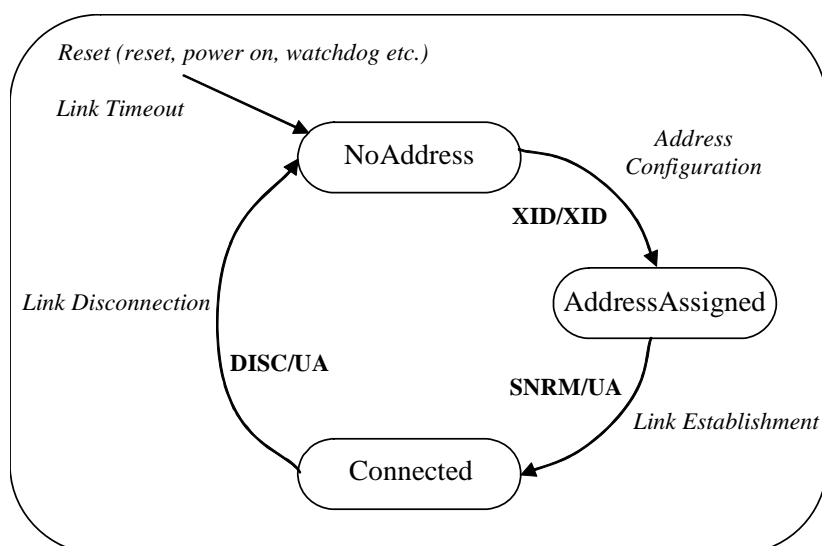 Reset (reset, power on, watchdog etc.)
Link Timeout
NoAddress
Address
Configuration
XID/XID
AddressAssigned
Link Disconnection
DISC/UA
SNRM/UA
Link Establishment
Connected